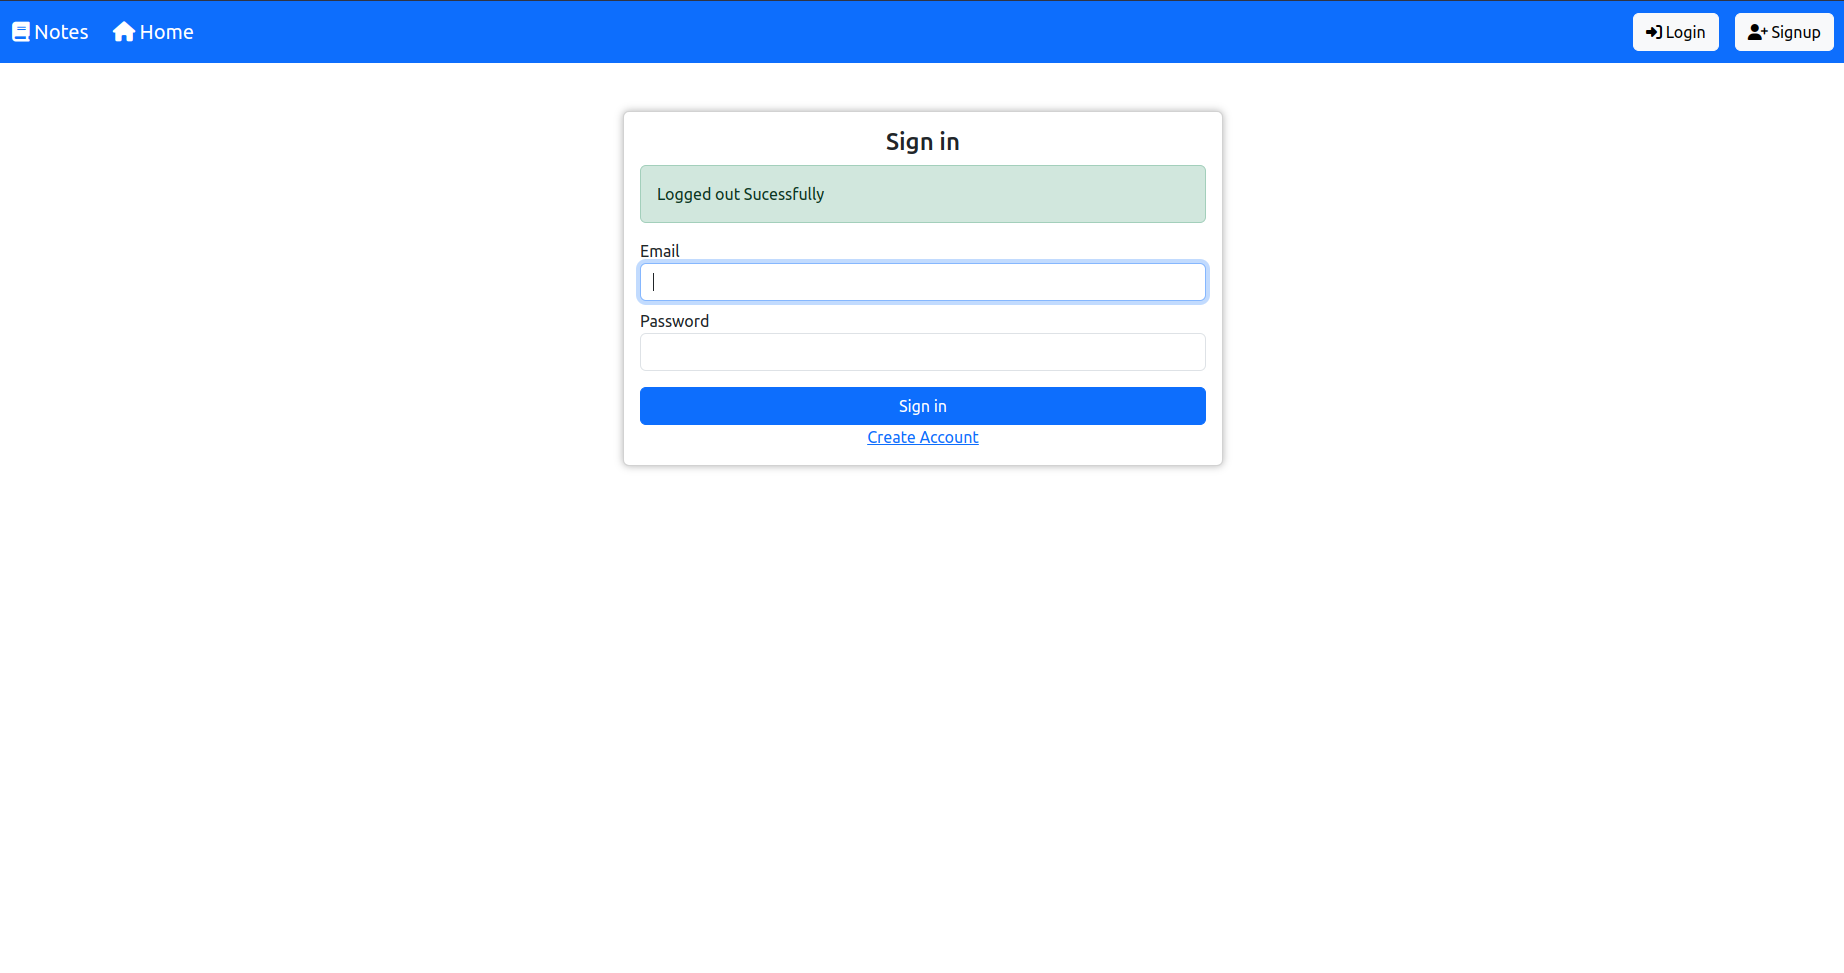 Notes Home Login Signup
Sign in
Logged out Sucessfully
Email
Password
Sign in
Create Account